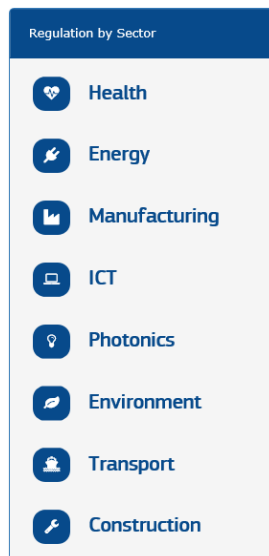 Regulation by Sector
Health
Energy
Manufacturing
ICT
Photonics
Environment
Transport
Construction